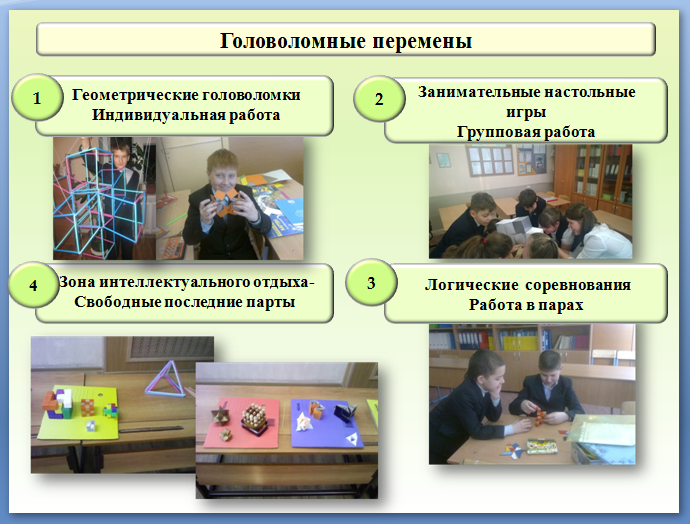 Головоломные перемены
1
Геометрические головоломки
Индивидуальная работа
2
Занимательные настольные
игры
Групповая работа
4
Зона интеллектуального отдыха-
Свободные последние парты
3
Логические соревнования
Работа в парах